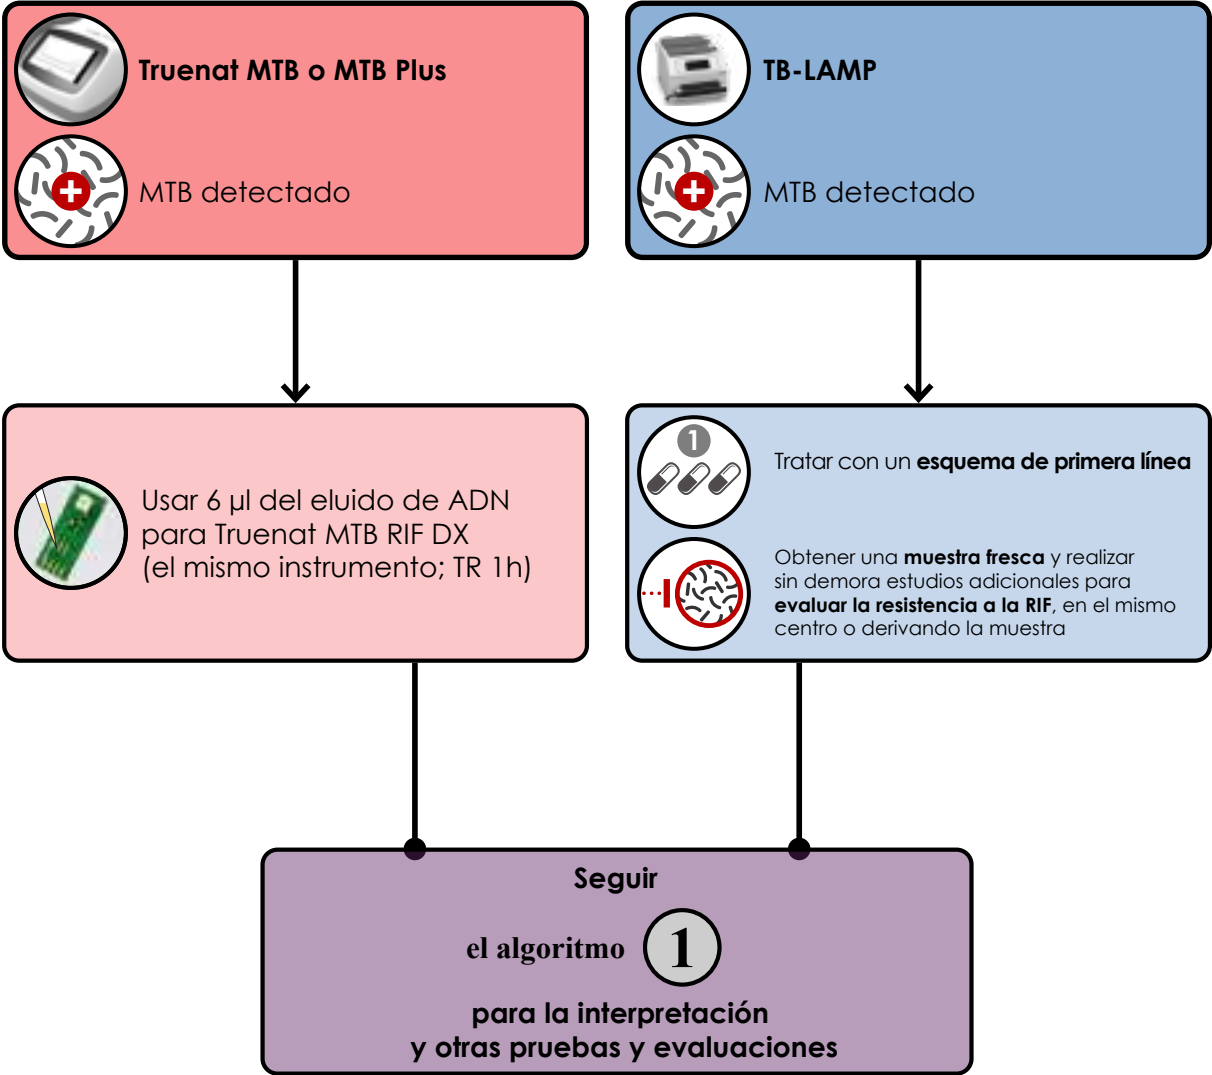 Truenat MTB o MTB Plus
MTB detectado
TB-LAMP
MTB detectado
Usar 6 µl del eluido de ADN
para Truenat MTB RIF DX
(el mismo instrumento; TR 1h)
1
Tratar con un esquema de primera línea
Obtener una muestra fresca y realizar
sin demora estudios adicionales para
evaluar la resistencia a la RIF, en el mismo
centro o derivando la muestra
Seguir
el algoritmo 1
para la interpretación
y otras pruebas y evaluaciones